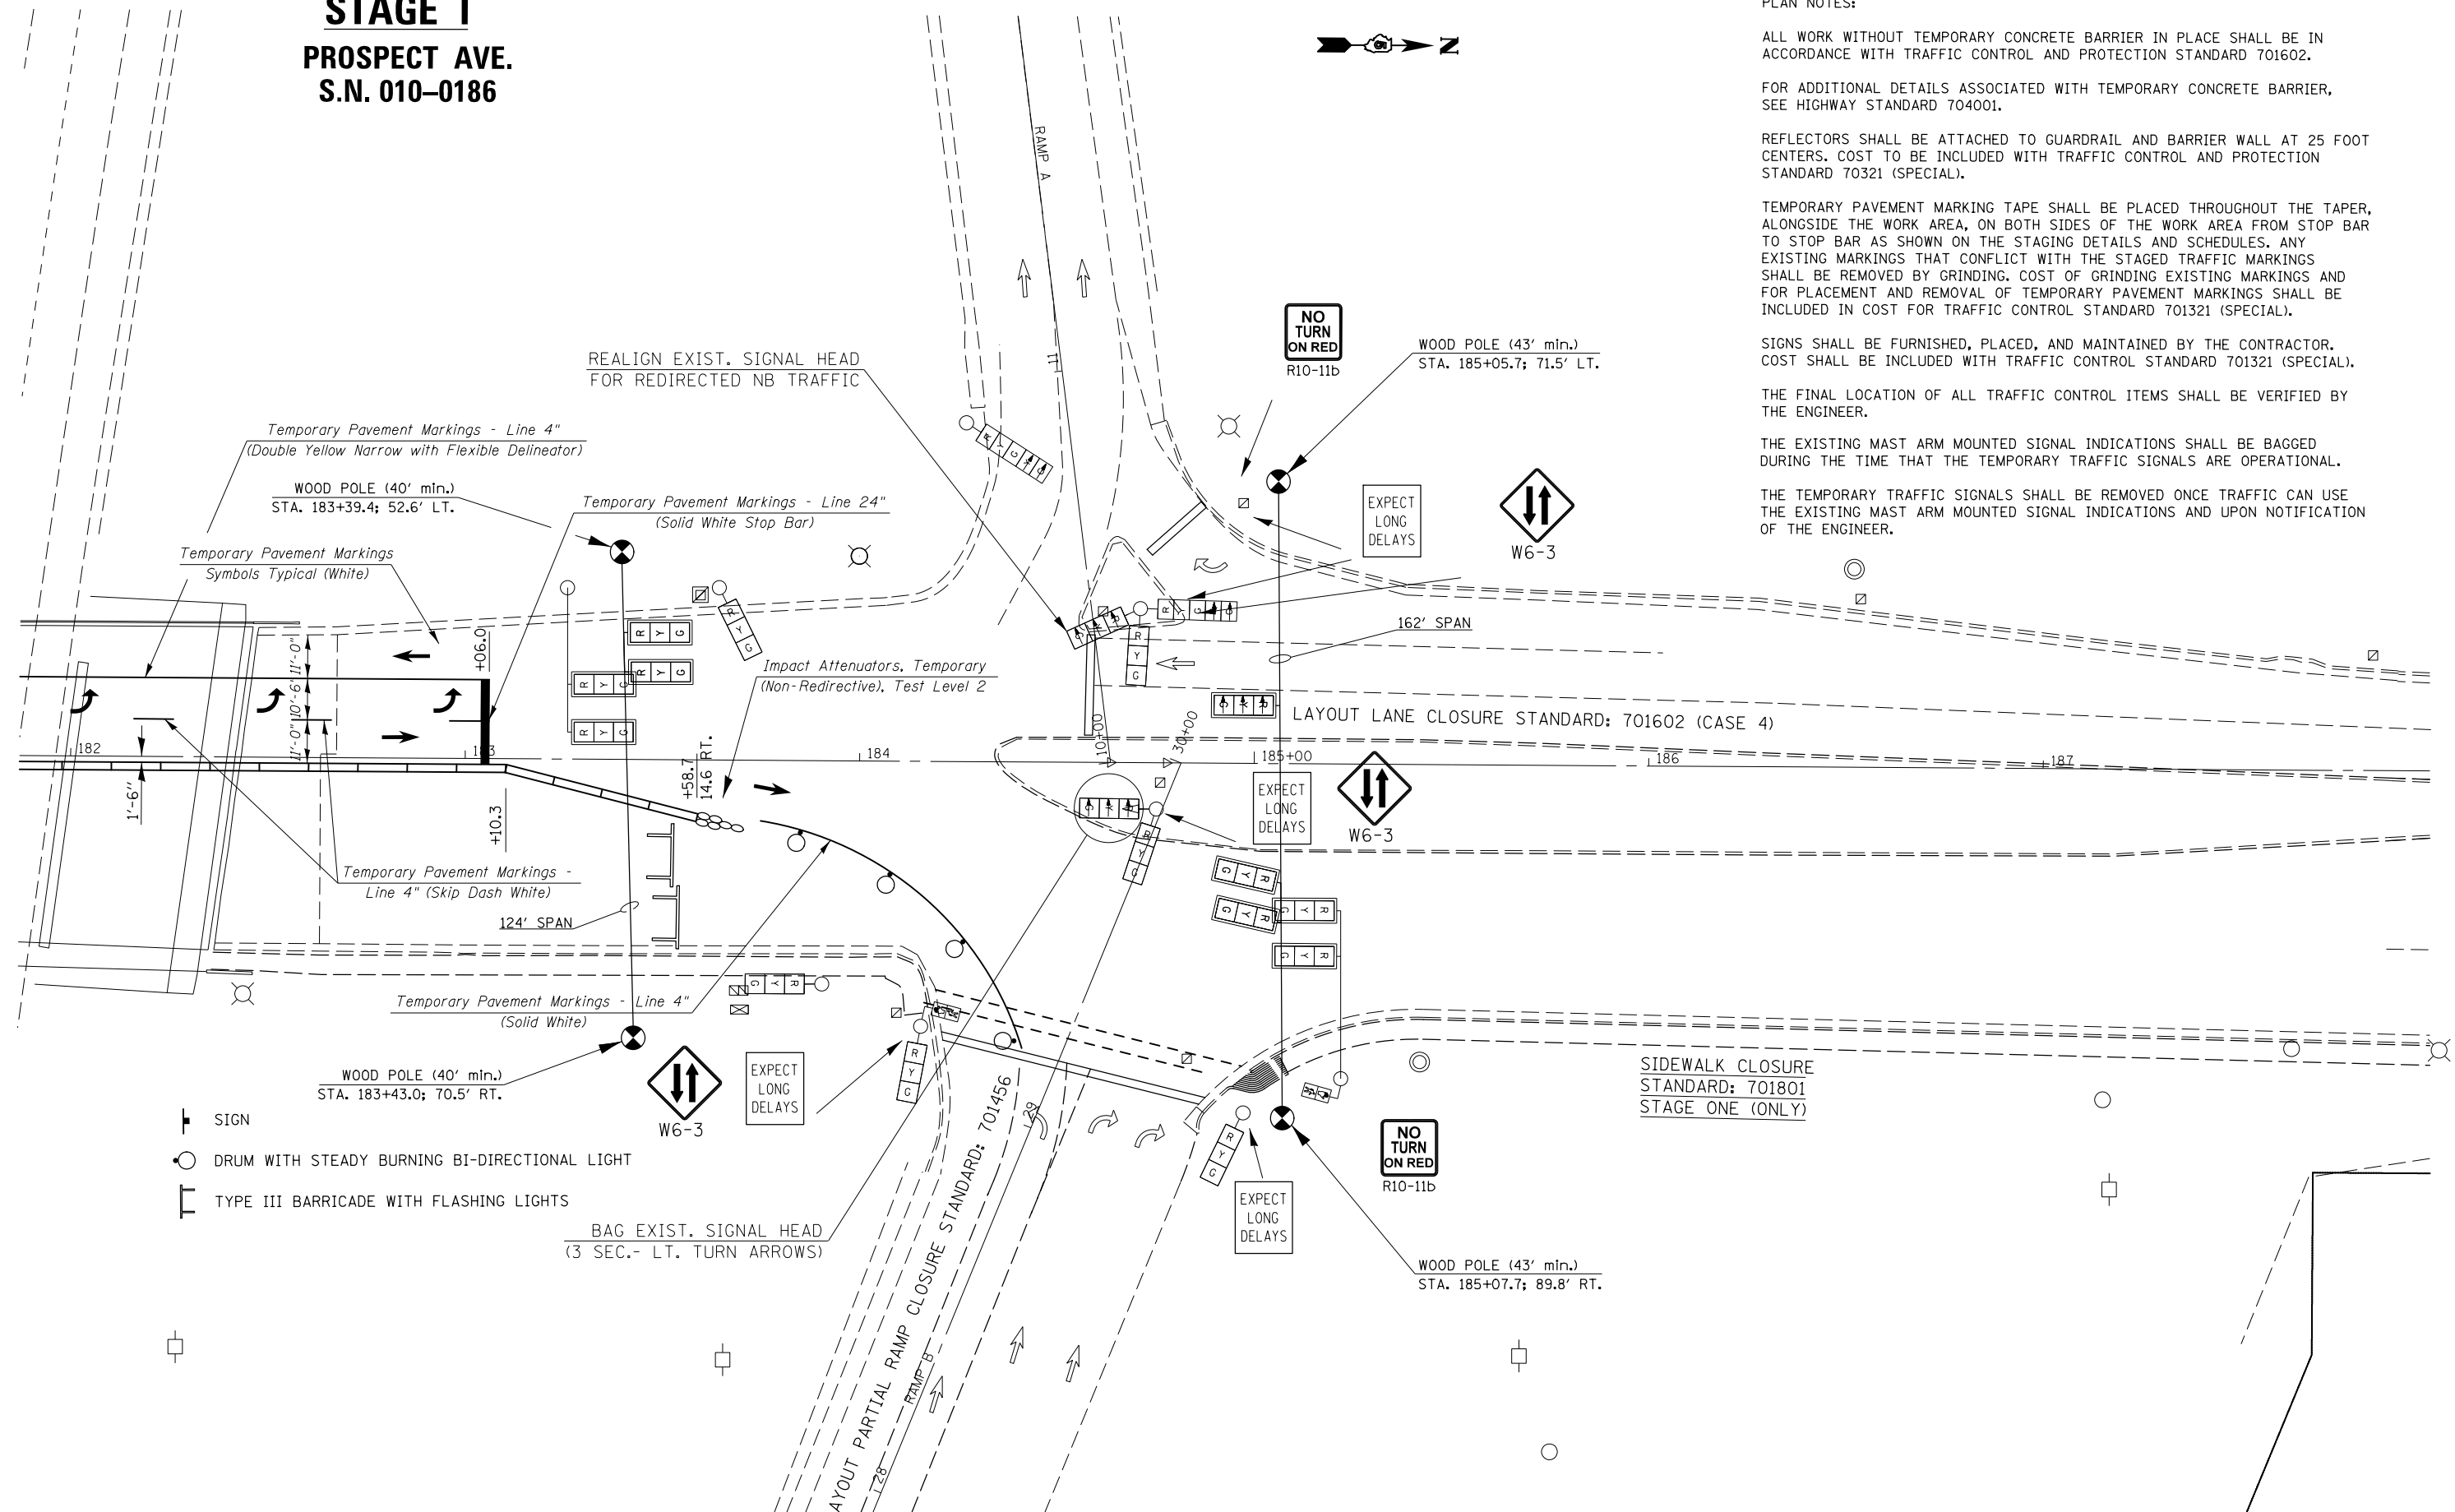 STAGE 1
PROSPECT AVE.
S.N. 010–0186
N
PLAN NOTES:
ALL WORK WITHOUT TEMPORARY CONCRETE BARRIER IN PLACE SHALL BE IN
ACCORDANCE WITH TRAFFIC CONTROL AND PROTECTION STANDARD 701602.
FOR ADDITIONAL DETAILS ASSOCIATED WITH TEMPORARY CONCRETE BARRIER,
SEE HIGHWAY STANDARD 704001.
REFLECTORS SHALL BE ATTACHED TO GUARDRAIL AND BARRIER WALL AT 25 FOOT
CENTERS. COST TO BE INCLUDED WITH TRAFFIC CONTROL AND PROTECTION
STANDARD 70321 (SPECIAL).
TEMPORARY PAVEMENT MARKING TAPE SHALL BE PLACED THROUGHOUT THE TAPER,
ALONGSIDE THE WORK AREA, ON BOTH SIDES OF THE WORK AREA FROM STOP BAR
TO STOP BAR AS SHOWN ON THE STAGING DETAILS AND SCHEDULES. ANY
EXISTING MARKINGS THAT CONFLICT WITH THE STAGED TRAFFIC MARKINGS
SHALL BE REMOVED BY GRINDING. COST OF GRINDING EXISTING MARKINGS AND
FOR PLACEMENT AND REMOVAL OF TEMPORARY PAVEMENT MARKINGS SHALL BE
INCLUDED IN COST FOR TRAFFIC CONTROL STANDARD 701321 (SPECIAL).
SIGNS SHALL BE FURNISHED, PLACED, AND MAINTAINED BY THE CONTRACTOR.
COST SHALL BE INCLUDED WITH TRAFFIC CONTROL STANDARD 701321 (SPECIAL).
THE FINAL LOCATION OF ALL TRAFFIC CONTROL ITEMS SHALL BE VERIFIED BY
THE ENGINEER.
THE EXISTING MAST ARM MOUNTED SIGNAL INDICATIONS SHALL BE BAGGED
DURING THE TIME THAT THE TEMPORARY TRAFFIC SIGNALS ARE OPERATIONAL.
THE TEMPORARY TRAFFIC SIGNALS SHALL BE REMOVED ONCE TRAFFIC CAN USE
THE EXISTING MAST ARM MOUNTED SIGNAL INDICATIONS AND UPON NOTIFICATION
OF THE ENGINEER.
RAMP A
11
NO
TURN
ON RED
R10-11b
WOOD POLE (43' min.)
STA. 185+05.7; 71.5' LT.
REALIGN EXIST. SIGNAL HEAD
FOR REDIRECTED NB TRAFFIC
Temporary Pavement Markings - Line 4"
(Double Yellow Narrow with Flexible Delineator)
WOOD POLE (40' min.)
STA. 183+39.4; 52.6' LT.
Temporary Pavement Markings - Line 24"
(Solid White Stop Bar)
Temporary Pavement Markings
Symbols Typical (White)
EXPECT
LONG
DELAYS
W6-3
162' SPAN
Impact Attenuators, Temporary
(Non-Redirective), Test Level 2
+06.0
11'-0"
10'-6"
11'-0"
R Y G
R Y G
R Y G
R Y G
R Y G
R Y G
LAYOUT LANE CLOSURE STANDARD: 701602 (CASE 4)
182
183
184
185+00
186
187
10+00
30+00
1'-6"
+10.3
+58.7
14.6 RT.
EXPECT
LONG
DELAYS
W6-3
Temporary Pavement Markings -
Line 4" (Skip Dash White)
124' SPAN
R Y G
R Y G
R Y G
R Y G
R Y G
R Y G
Temporary Pavement Markings - Line 4"
(Solid White)
WOOD POLE (40' min.)
STA. 183+43.0; 70.5' RT.
W6-3
EXPECT
LONG
DELAYS
R Y G
R Y G
SIDEWALK CLOSURE
STANDARD: 701801
STAGE ONE (ONLY)
NO
TURN
ON RED
R10-11b
EXPECT
LONG
DELAYS
WOOD POLE (43' min.)
STA. 185+07.7; 89.8' RT.
SIGN
DRUM WITH STEADY BURNING BI-DIRECTIONAL LIGHT
TYPE III BARRICADE WITH FLASHING LIGHTS
BAG EXIST. SIGNAL HEAD
(3 SEC.- LT. TURN ARROWS)
AYOUT PARTIAL RAMP CLOSURE STANDARD: 701456
29
RAMP B
28